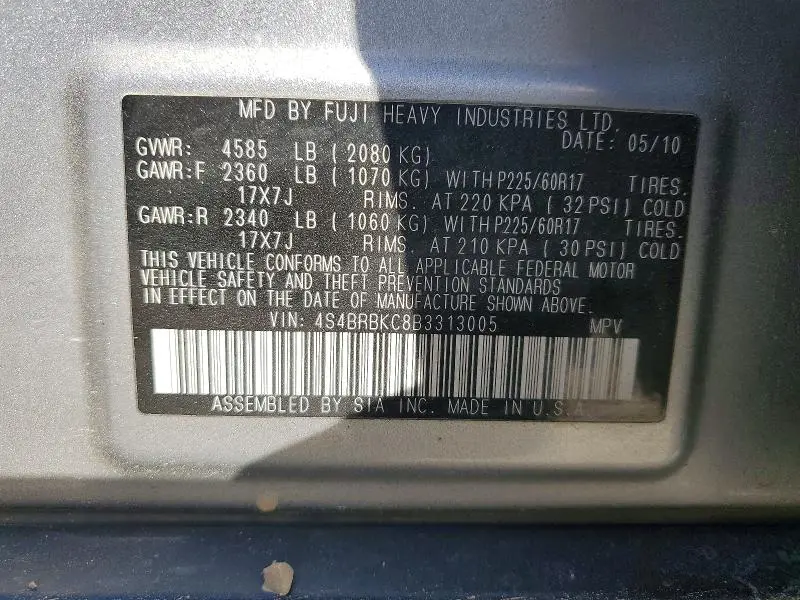 MFD BY FUJI HEAVY INDUSTRIES LTD.
DATE: 05/10
GVWR: 4585 LB ( 2080 KG)
GAWR:F 2360 LB ( 1070 KG) WITH P225/60R17 TIRES.
17X7J RIMS. AT 220 KPA ( 32 PSI) COLD
GAWR:R 2340 LB ( 1060 KG) WITH P225/60R17 TIRES.
17X7J RIMS. AT 210 KPA ( 30 PSI) COLD
THIS VEHICLE CONFORMS TO ALL APPLICABLE FEDERAL MOTOR
VEHICLE SAFETY AND THEFT PREVENTION STANDARDS
IN EFFECT ON THE DATE OF MANUFACTURE SHOWN ABOVE.
VIN: 4S4BRBKC8B3313005 MPV
ASSEMBLED BY SIA INC. MADE IN U.S.A.